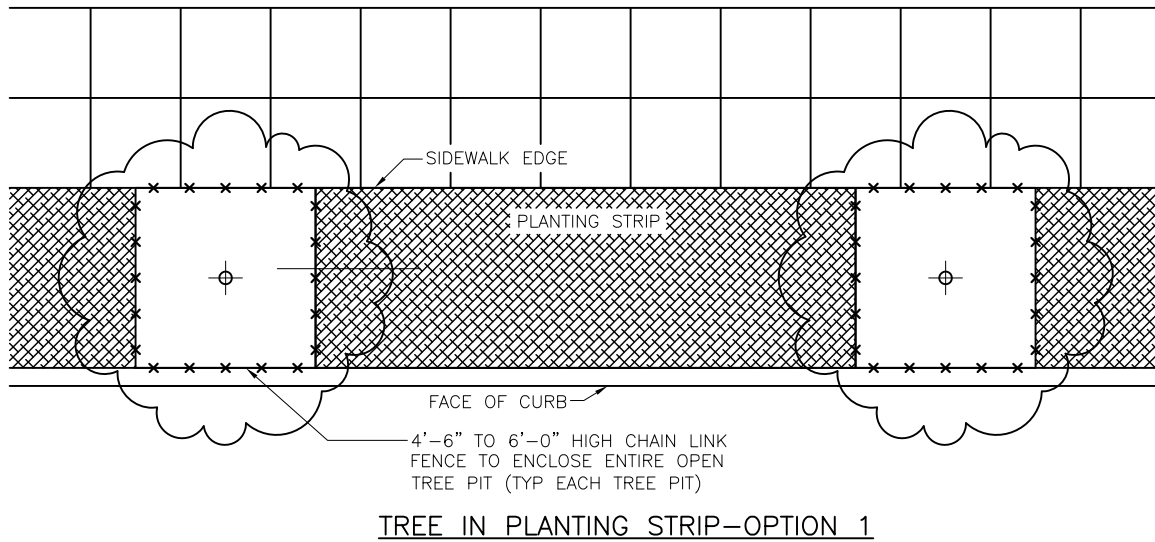 SIDEWALK EDGE
PLANTING STRIP
FACE OF CURB
4'-6" TO 6'-0" HIGH CHAIN LINK
FENCE TO ENCLOSE ENTIRE OPEN
TREE PIT (TYP EACH TREE PIT)
TREE IN PLANTING STRIP-OPTION 1